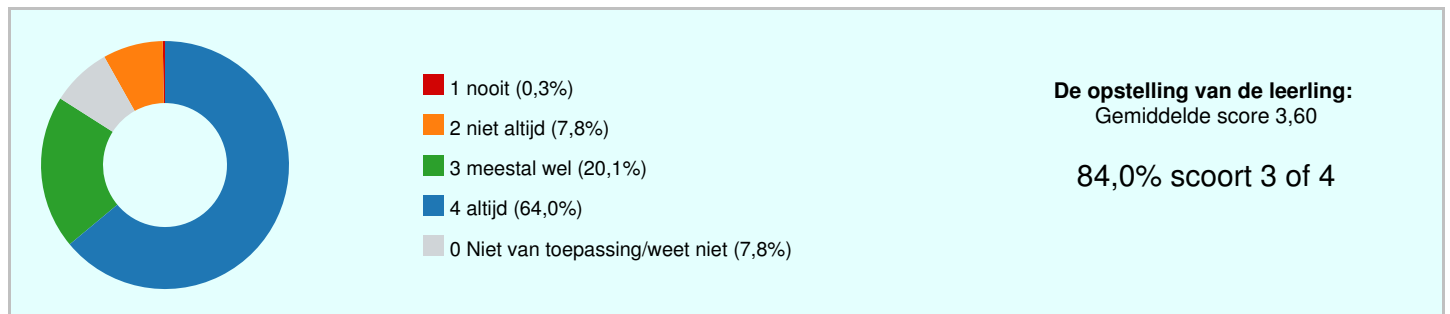 1 nooit (0,3%)
2 niet altijd (7,8%)
3 meestal wel (20,1%)
4 altijd (64,0%)
0 Niet van toepassing/weet niet (7,8%)
De opstelling van de leerling:
Gemiddelde score 3,60
84,0% scoort 3 of 4